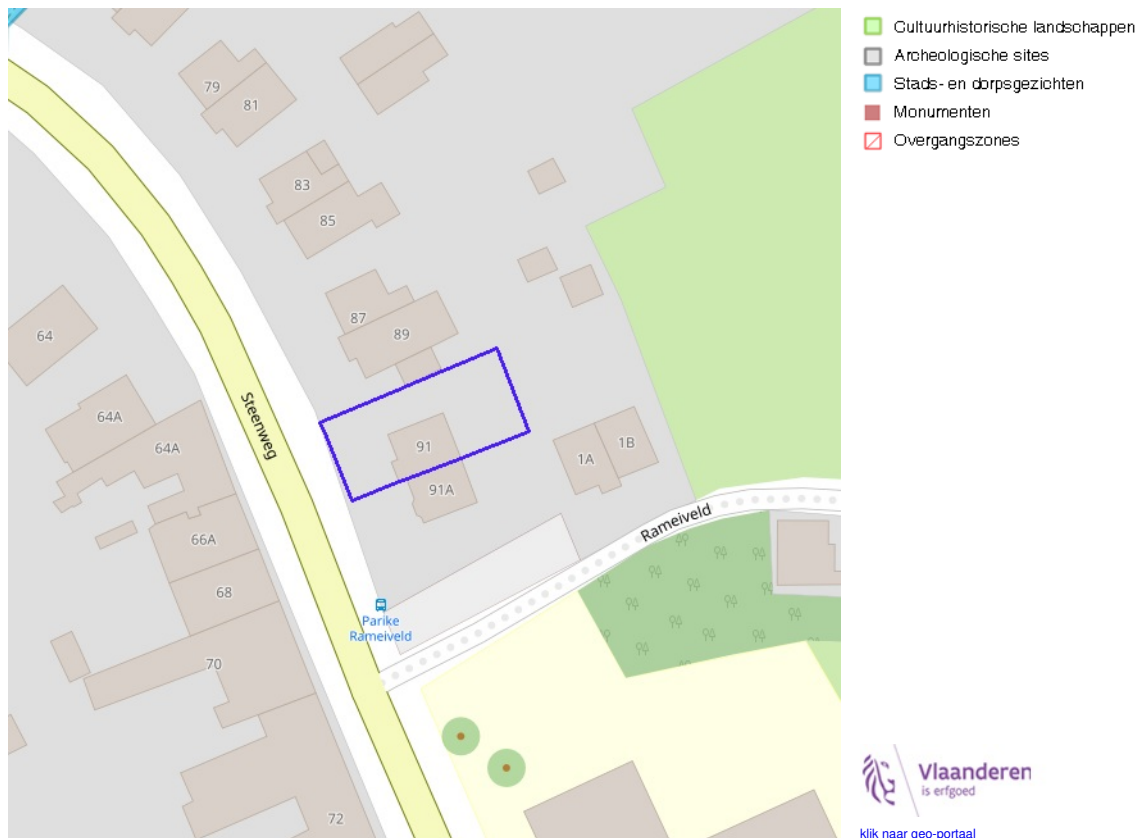 79
81
83
85
87
89
64
64A
64A
Steenweg
91
91A
1A
1B
66A
68
70
72
Rameiveld
Parike
Rameiveld
Cultuurhistorische landschappen
Archeologische sites
Stads- en dorpsgezichten
Monumenten
Overgangszones
Vlaanderen
is erfgoed
klik naar geo-portaal